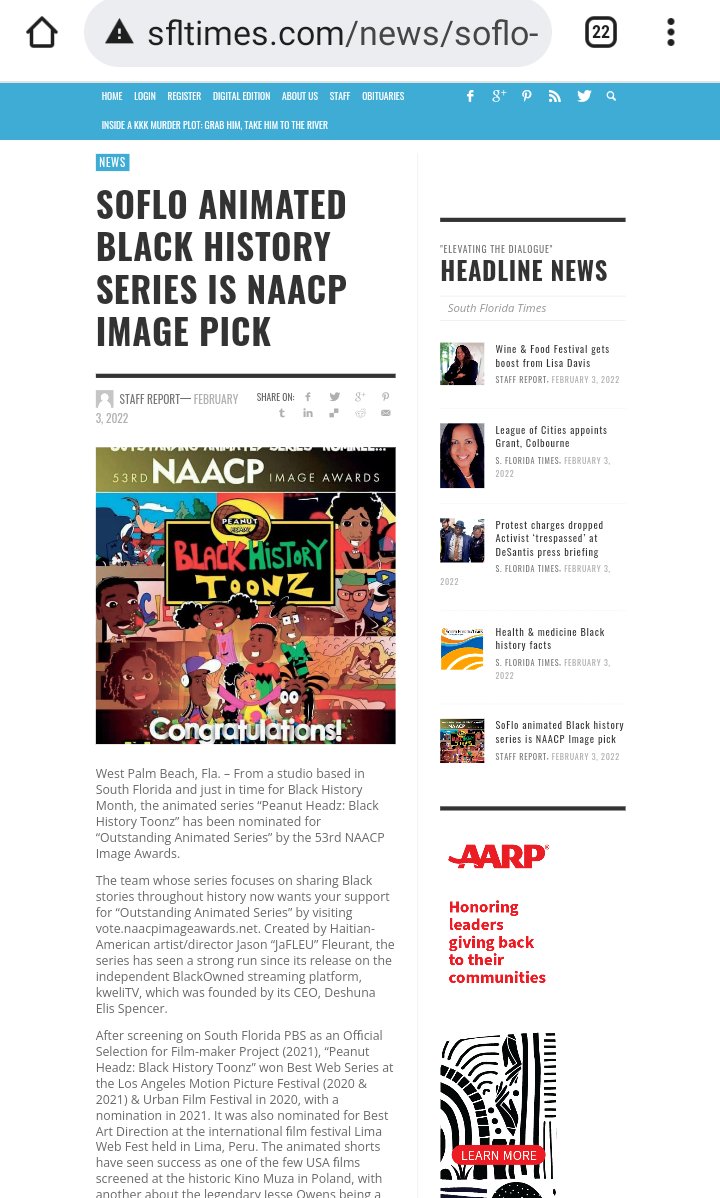 sfltimes.com/news/soflo-
22
HOME LOGIN REGISTER DIGITAL EDITION ABOUT US STAFF OBITUARIES
INSIDE A KKK MURDER PLOT: GRAB HIM, TAKE HIM TO THE RIVER
NEWS
SOFLO ANIMATED
BLACK HISTORY
SERIES IS NAACP
IMAGE PICK
STAFF REPORT— FEBRUARY
3, 2022
SHARE ON:
OUTSTANDING ANIMATED SERIES NOMINEE...
53RD NAACP IMAGE AWARDS
PEANUT
HEADZ
BLACK HISTORY
TOONZ
Congratulations!
West Palm Beach, Fla. – From a studio based in
South Florida and just in time for Black History
Month, the animated series “Peanut Headz: Black
History Toonz” has been nominated for
“Outstanding Animated Series” by the 53rd NAACP
Image Awards.
The team whose series focuses on sharing Black
stories throughout history now wants your support
for “Outstanding Animated Series” by visiting
vote.naacpimageawards.net. Created by Haitian-
American artist/director Jason “JaFLEU” Fleurant, the
series has seen a strong run since its release on the
independent BlackOwned streaming platform,
kweliTV, which was founded by its CEO, Deshuna
Elis Spencer.
After screening on South Florida PBS as an Official
Selection for Film-maker Project (2021), “Peanut
Headz: Black History Toonz” won Best Web Series at
the Los Angeles Motion Picture Festival (2020 &
2021) & Urban Film Festival in 2020, with a
nomination in 2021. It was also nominated for Best
Art Direction at the international film festival Lima
Web Fest held in Lima, Peru. The animated shorts
have seen success as one of the few USA films
screened at the historic Kino Muza in Poland, with
another about the legendary Jesse Owens being a
"ELEVATING THE DIALOGUE"
HEADLINE NEWS
South Florida Times
Wine & Food Festival gets
boost from Lisa Davis
STAFF REPORT, FEBRUARY 3, 2022
League of Cities appoints
Grant, Colbourne
S. FLORIDA TIMES, FEBRUARY 3,
2022
Protest charges dropped
Activist ‘trespassed’ at
DeSantis press briefing
S. FLORIDA TIMES, FEBRUARY 3,
2022
Health & medicine Black
history facts
S. FLORIDA TIMES, FEBRUARY 3,
2022
SoFlo animated Black history
series is NAACP Image pick
STAFF REPORT, FEBRUARY 3, 2022
AARP
Honoring
leaders
giving back
to their
communities
LEARN MORE